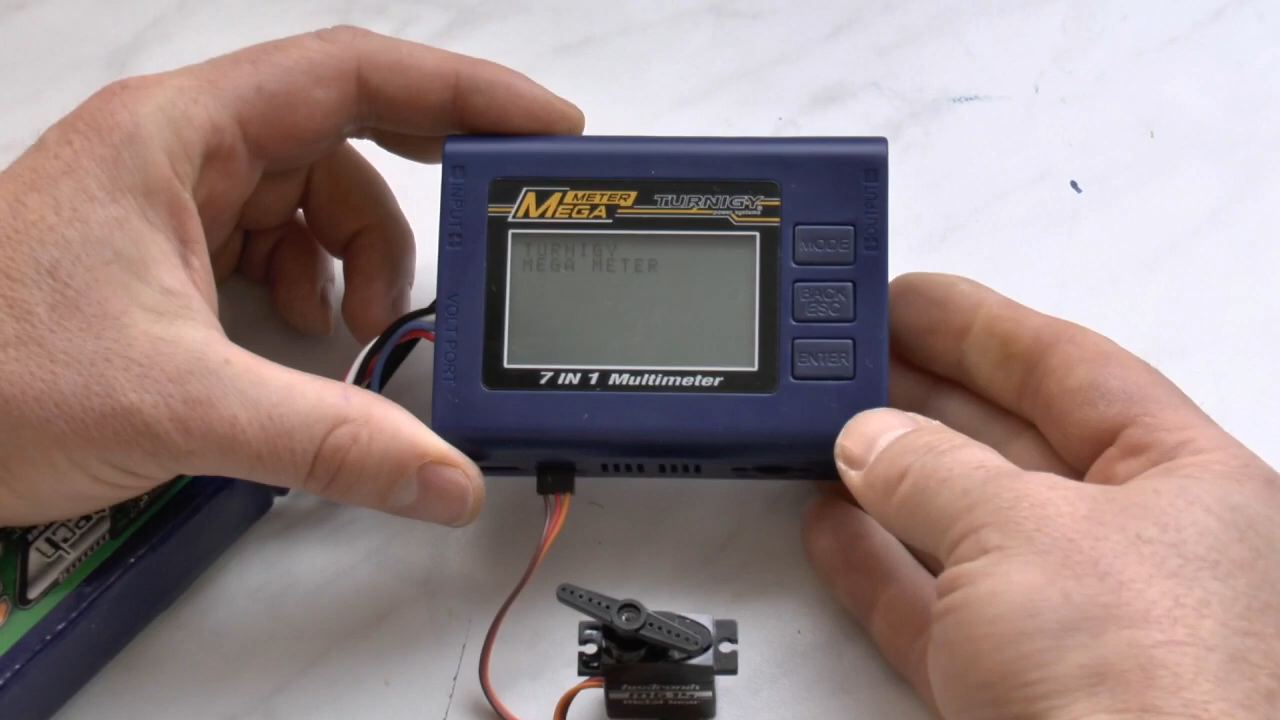 METER
MEGA
TURNIGY
power systems
INPUT
OUTPUT
VOLT PORT
TURNIGY
MEGA METER
MODE
BACK
ESC
ENTER
7 IN 1 Multimeter